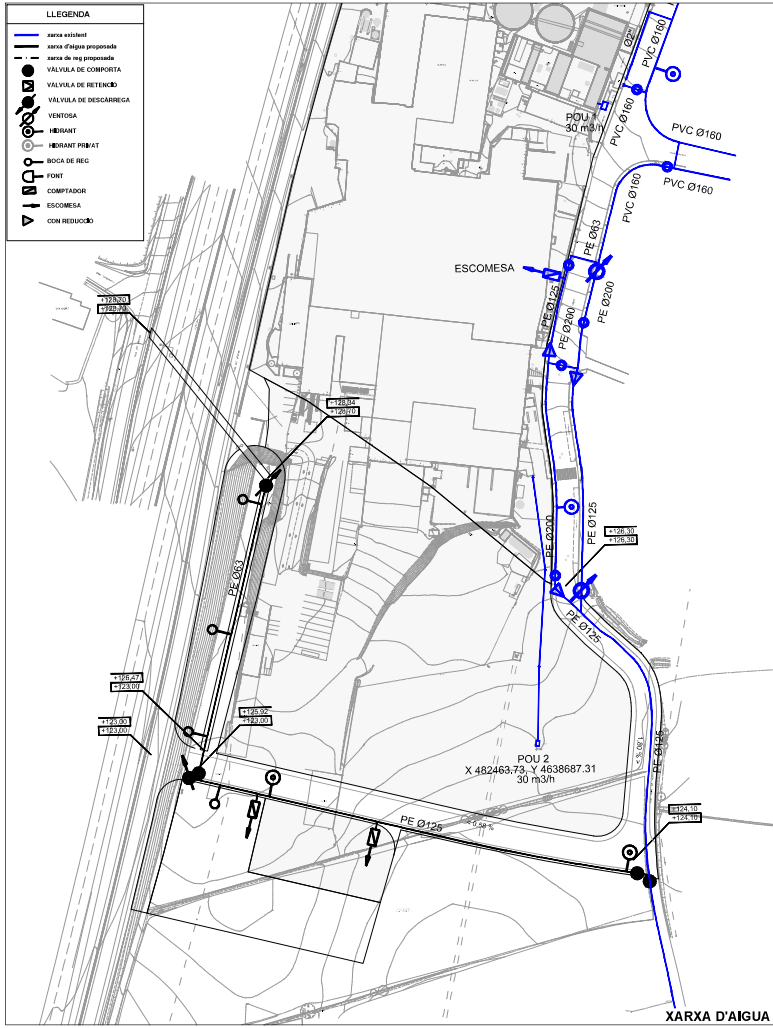 LLEGENDA
xarxa existent
xarxa d'aigua proposada
xarxa de reg proposada
VÀLVULA DE COMPORTA
VÀLVULA DE RETENCIÓ
VÀLVULA DE DESCÀRREGA
VENTOSA
HIDRANT
HIDRANT PRIVAT
BOCA DE REG
FONT
COMPTADOR
ESCOMESA
CON REDUCCIÓ
Ø2"
PVC Ø160
POU 1
30 m3/h
PVC Ø160
PVC Ø160
PVC Ø160
PVC Ø160
PE Ø63
ESCOMESA
PE Ø125
PE Ø200
PE Ø200
+128,70
+128,70
+128,84
+128,70
PE Ø200
PE Ø125
+126,30
+126,30
PE Ø63
PE Ø125
+126,47
+123,00
+125,92
+123,00
+123,00
+123,00
POU 2
X 482463.73, Y 4638687.31
30 m3/h
1,80 % >
PE Ø125
PE Ø125
< 0,58 %
+124,10
+124,10
XARXA D'AIGUA